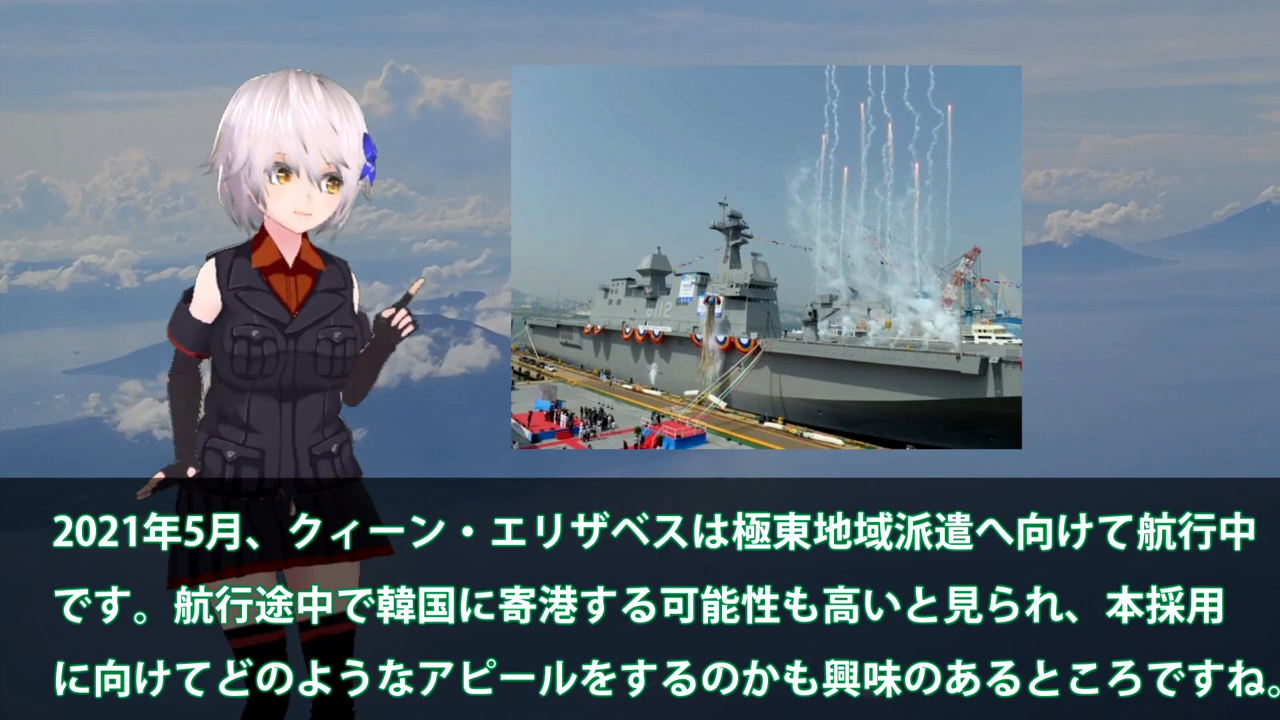 6112
2021年5月、クィーン・エリザベスは極東地域派遣へ向けて航行中
です。航行途中で韓国に寄港する可能性も高いと見られ、本採用
に向けてどのようなアピールをするのかも興味のあるところですね。